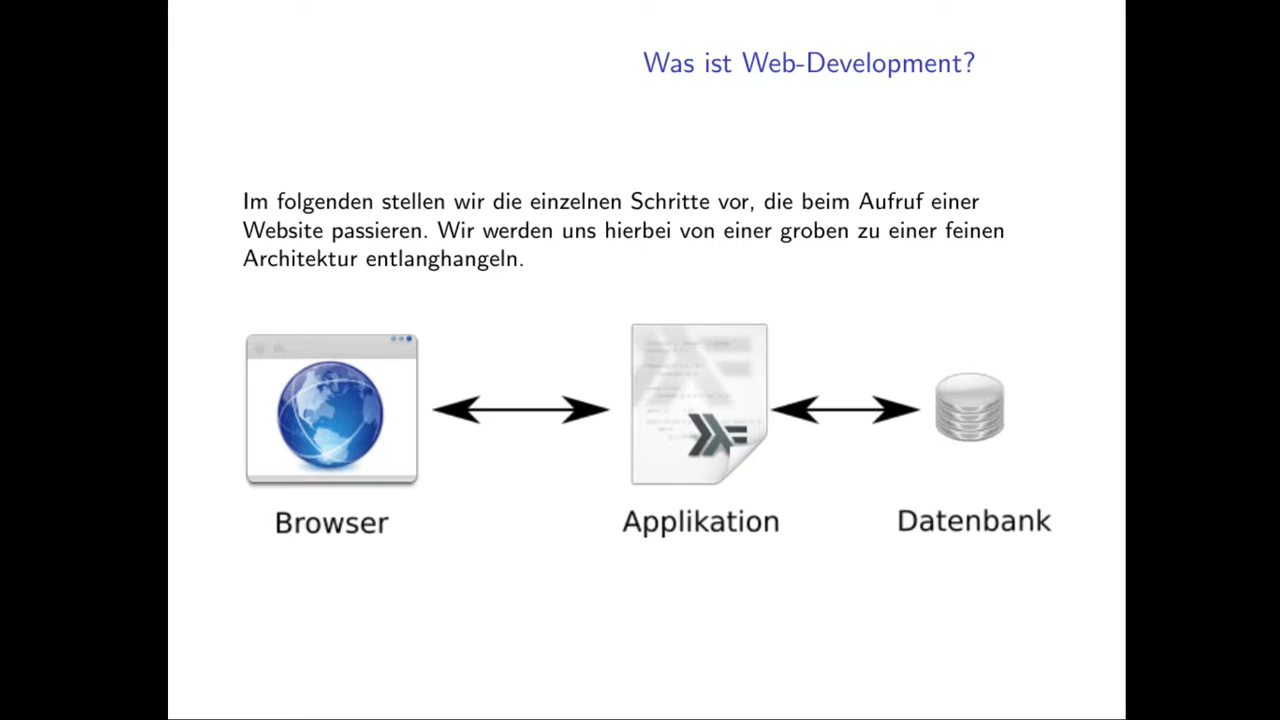 Was ist Web-Development?
Im folgenden stellen wir die einzelnen Schritte vor, die beim Aufruf einer
Website passieren. Wir werden uns hierbei von einer groben zu einer feinen
Architektur entlanghangeln.
Browser
Applikation
Datenbank